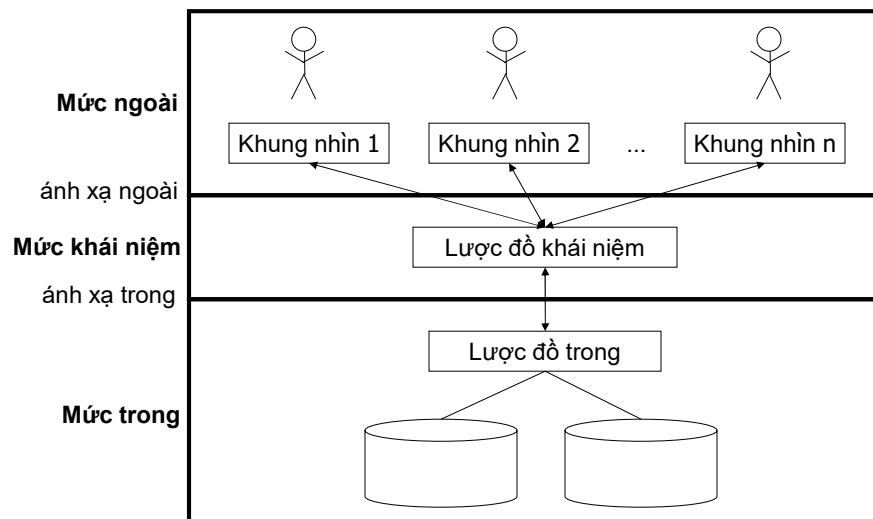 Mức ngoài
Khung nhìn 1
Khung nhìn 2
...
Khung nhìn n
ánh xạ ngoài
Mức khái niệm
Lược đồ khái niệm
ánh xạ trong
Lược đồ trong
Mức trong